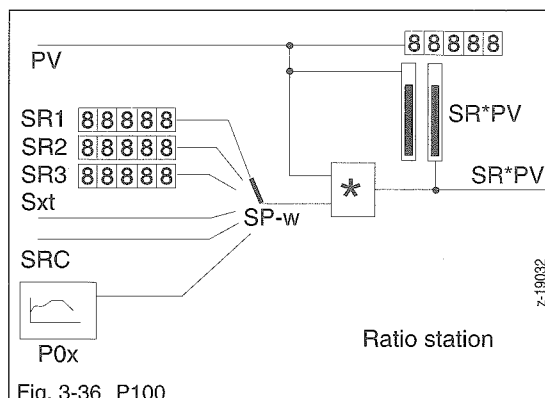 88888
PV
SR1 88888
SR2 88888
SR3 88888
Sxt
SRC
P0x
SP-w
*
SR*PV
SR*PV
Ratio station
z-19032
Fig. 3-36 P100